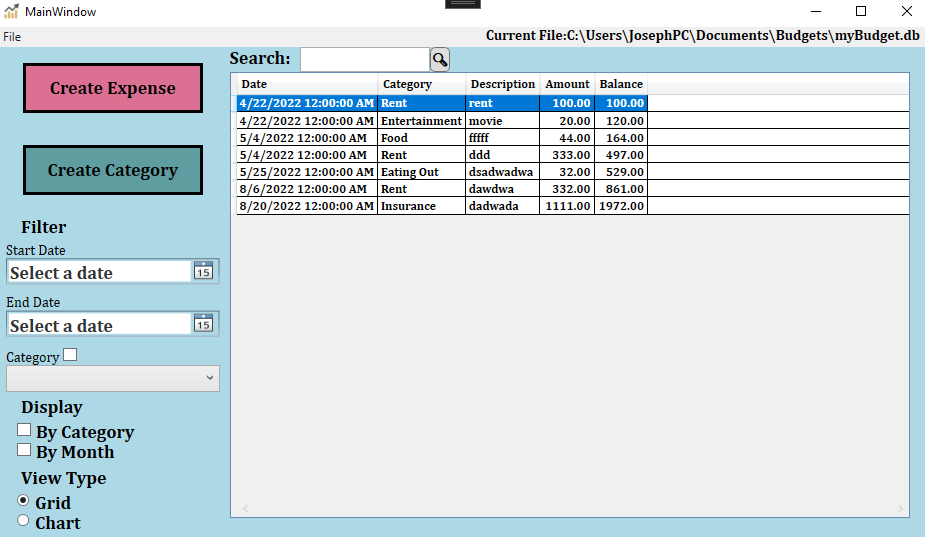 MainWindow
File
Current File:C:\Users\JosephPC\Documents\Budgets\myBudget.db
Search:
Create Expense
Create Category
Filter
Start Date
Select a date 15
End Date
Select a date 15
Category
Display
By Category
By Month
View Type
Grid
Chart
Date Category Description Amount Balance
4/22/2022 12:00:00 AM Rent rent 100.00 100.00
4/22/2022 12:00:00 AM Entertainment movie 20.00 120.00
5/4/2022 12:00:00 AM Food fffff 44.00 164.00
5/4/2022 12:00:00 AM Rent ddd 333.00 497.00
5/25/2022 12:00:00 AM Eating Out dsadwadwa 32.00 529.00
8/6/2022 12:00:00 AM Rent dawdwa 332.00 861.00
8/20/2022 12:00:00 AM Insurance dadwada 1111.00 1972.00